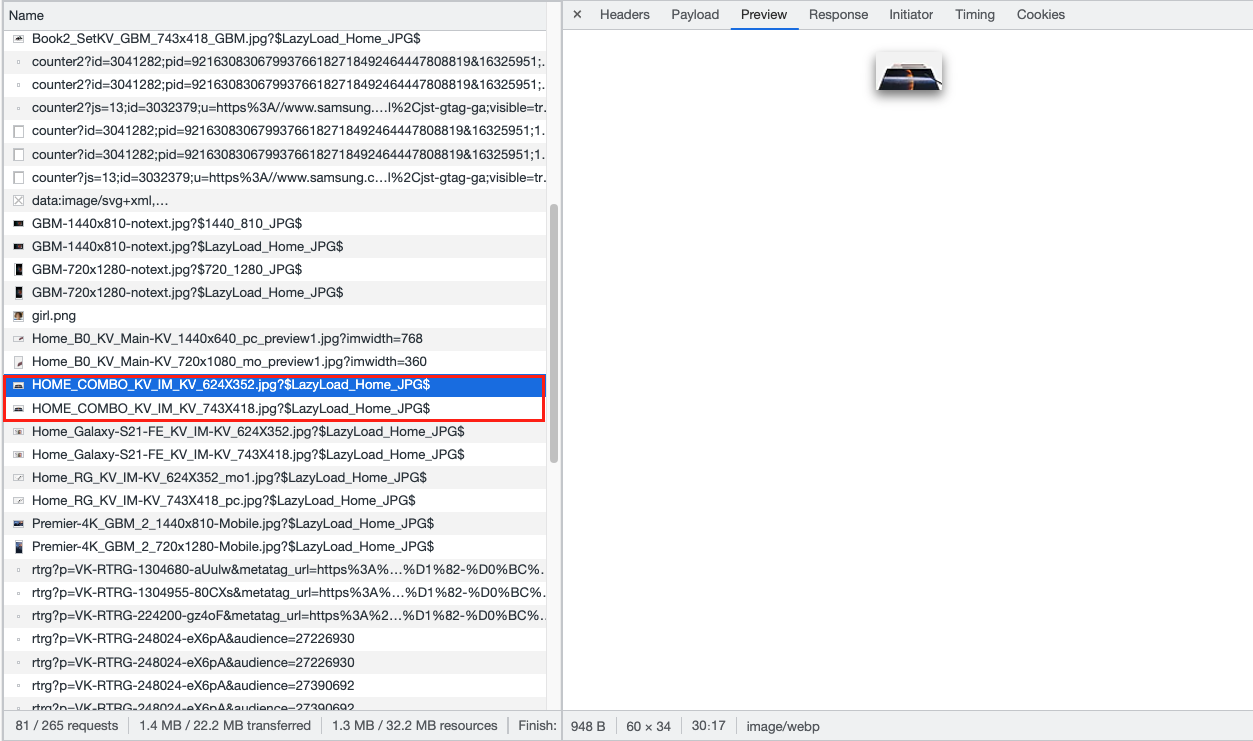 Name
Book2_SetKV_GBM_743x418_GBM.jpg?$LazyLoad_Home_JPG$
counter2?id=3041282;pid=921630830679937661827184924644447808819&16325951;.
counter2?id=3041282;pid=921630830679937661827184924644447808819&16325951;.
counter2?js=13;id=3032379;u=https%3A//www.samsung.…l%2Cjst-gtag-ga;visible=tr.
counter?id=3041282;pid=921630830679937661827184924644447808819&16325951;1.
counter?id=3041282;pid=921630830679937661827184924644447808819&16325951;1.
counter?js=13;id=3032379;u=https%3A//www.samsung.c…l%2Cjst-gtag-ga;visible=tr.
data:image/svg+xml,…
GBM-1440x810-notext.jpg?$1440_810_JPG$
GBM-1440x810-notext.jpg?$LazyLoad_Home_JPG$
GBM-720x1280-notext.jpg?$720_1280_JPG$
GBM-720x1280-notext.jpg?$LazyLoad_Home_JPG$
girl.png
Home_B0_KV_Main-KV_1440x640_pc_preview1.jpg?imwidth=768
Home_B0_KV_Main-KV_720x1080_mo_preview1.jpg?imwidth=360
HOME_COMBO_KV_IM_KV_624X352.jpg?$LazyLoad_Home_JPG$
HOME_COMBO_KV_IM_KV_743X418.jpg?$LazyLoad_Home_JPG$
Home_Galaxy-S21-FE_KV_IM-KV_624X352.jpg?$LazyLoad_Home_JPG$
Home_Galaxy-S21-FE_KV_IM-KV_743X418.jpg?$LazyLoad_Home_JPG$
Home_RG_KV_IM-KV_624X352_mo1.jpg?$LazyLoad_Home_JPG$
Home_RG_KV_IM-KV_743X418_pc.jpg?$LazyLoad_Home_JPG$
Premier-4K_GBM_2_1440x810-Mobile.jpg?$LazyLoad_Home_JPG$
Premier-4K_GBM_2_720x1280-Mobile.jpg?$LazyLoad_Home_JPG$
rtrg?p=VK-RTRG-1304680-aUulw&metatag_url=https%3A%…%D1%82-%D0%BC%.
rtrg?p=VK-RTRG-1304955-80CXs&metatag_url=https%3A%…%D1%82-%D0%BC%.
rtrg?p=VK-RTRG-224200-gz4oF&metatag_url=https%3A%2…%D1%82-%D0%BC%.
rtrg?p=VK-RTRG-248024-eX6pA&audience=27226930
rtrg?p=VK-RTRG-248024-eX6pA&audience=27226930
rtrg?p=VK-RTRG-248024-eX6pA&audience=27390692
rtrg?p=VK-RTRG-248024-eX6pA&audience=27390692
81 / 265 requests 1.4 MB / 22.2 MB transferred 1.3 MB / 32.2 MB resources Finish:
× Headers Payload Preview Response Initiator Timing Cookies
948 B 60 × 34 30:17 image/webp